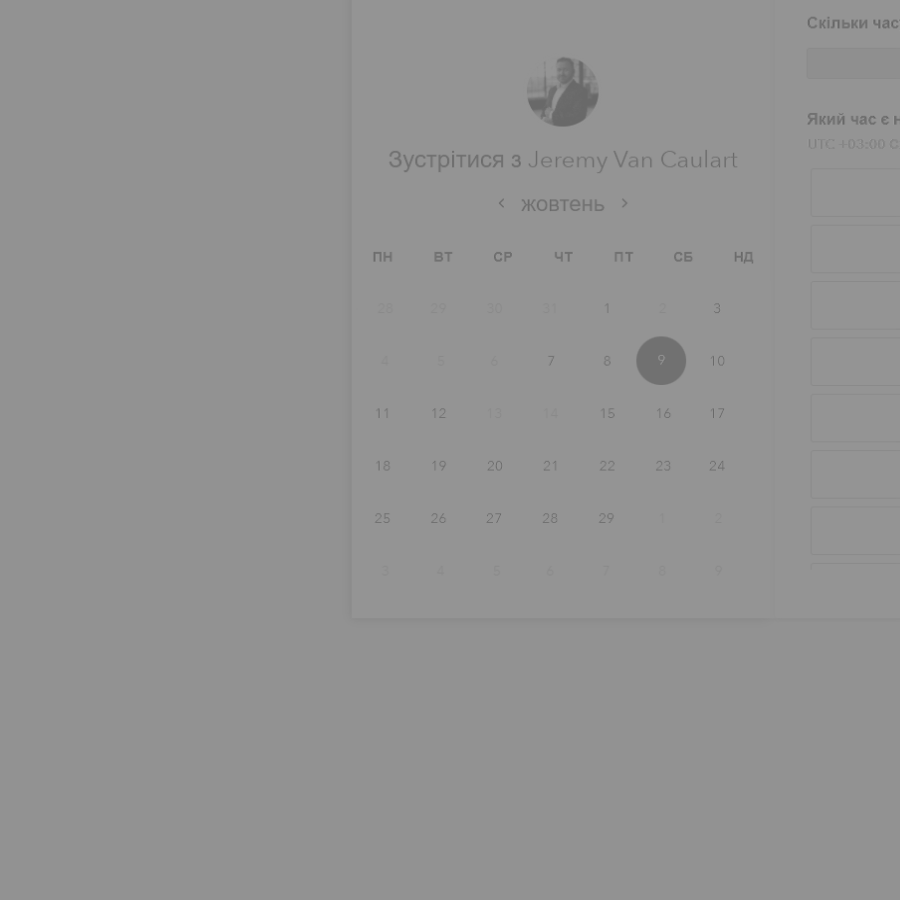 Скільки час
Який час є н
UTC +03:00 С
Зустрітися з Jeremy Van Caulart
жовтень
ПН ВТ СР ЧТ ПТ СБ НД
28 29 30 31 1 2 3
4 5 6 7 8 9 10
11 12 13 14 15 16 17
18 19 20 21 22 23 24
25 26 27 28 29 1 2
3 4 5 6 7 8 9